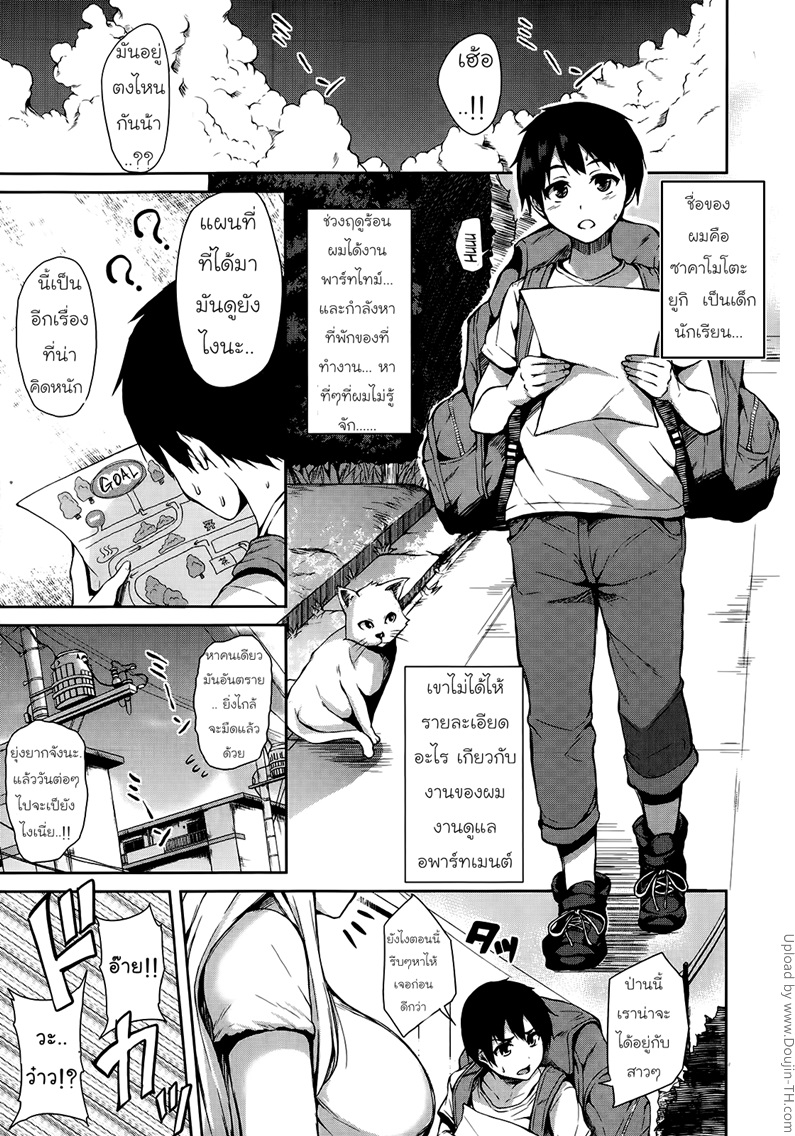 เฮ้อ
..!!
มันอยู่
ตงไหน
กันน้า
..??
ชื่อของ
ผมคือ
ซาคาโมโตะ
ยูกิ เป็นเด็ก
นักเรียน...
ช่วงฤดูร้อน
ผมได้งาน
พาร์ทไทม์...
และกำลังหา
ที่พักของที่
ทำงาน... หา
ที่ๆที่ผมไม่รู้
จัก......
แผนที่
ที่ได้มา
มันดูยัง
ไงนะ..
นี้เป็น
อีกเรื่อง
ที่น่า
คิดหนัก
GOAL
เขาไม่ได้ไห้
รายละเอียด
อะไร เกียวกับ
งานของผม
งานดูแล
อพาร์ทเมนต์
หาคนเดียว
มันอันตราย
.. ยิ่งไกล้
จะมืดแล้ว
ด้วย
ยุ่งยากจังนะ.
แล้ววันต่อๆ
ไปจะเป็ยัง
ไงเนี่ย..!!
ป่านนี้
เราน่าจะ
ได้อยู่กับ
สาวๆ
ยังไงตอนนี้
รีบๆหาไห้
เจอก่อน
ดีกว่า
อ๊าย!!
วะ..
ว๋าว!?
Upload by www.Doujin-TH.com